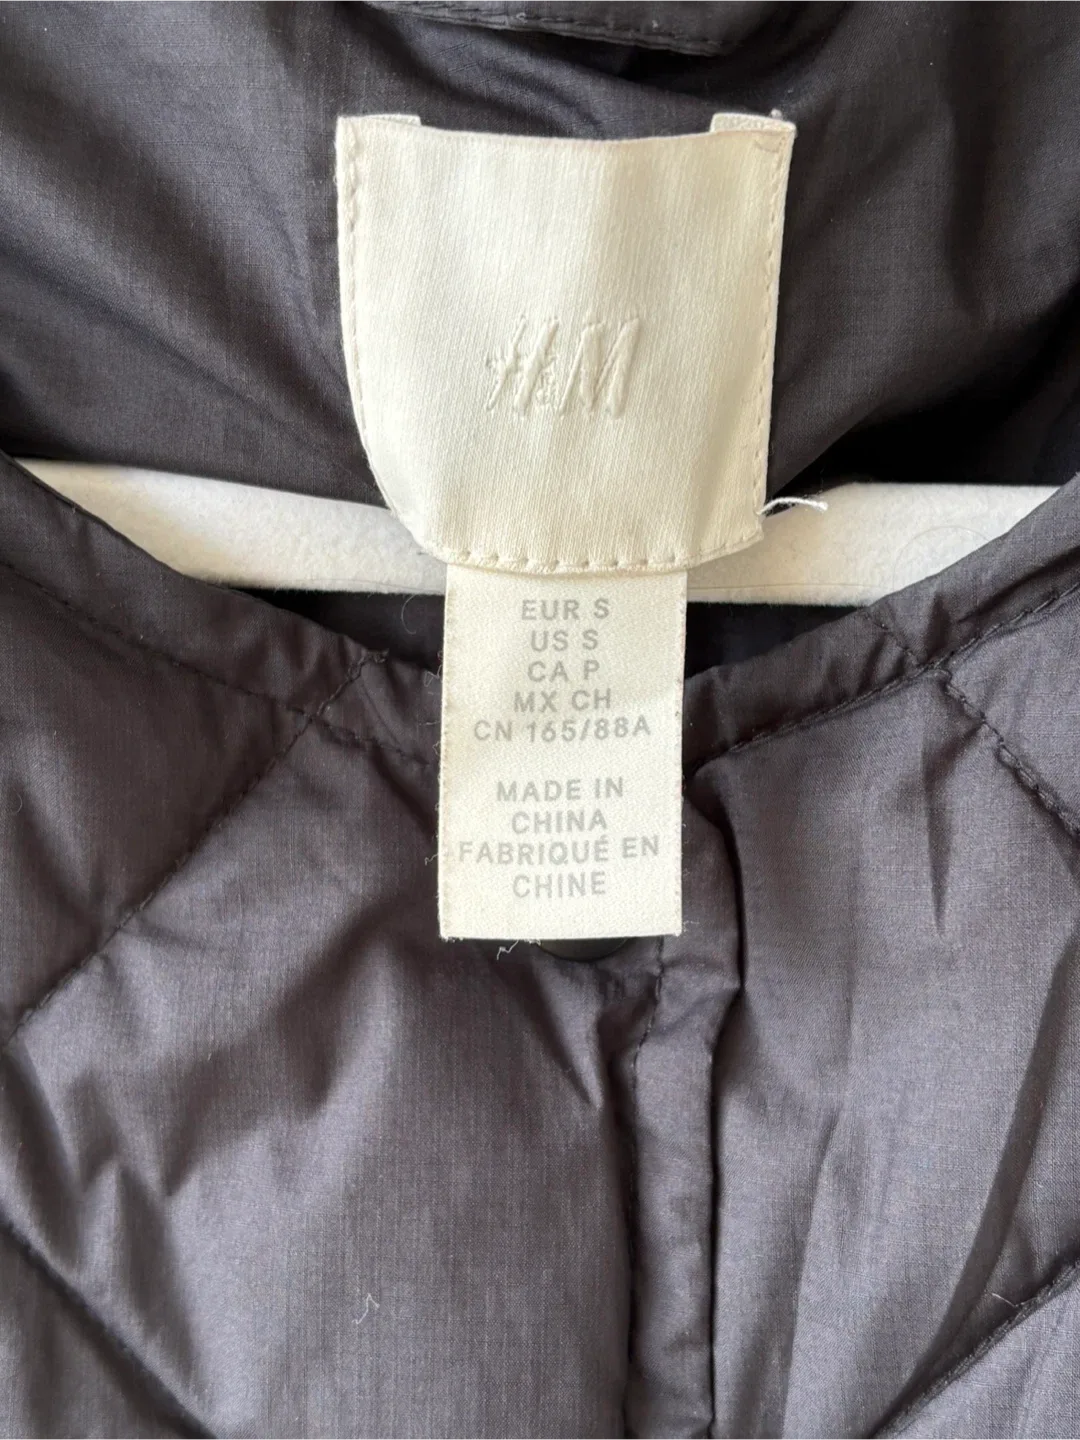 H&M
EUR S
US S
CA P
MX CH
CN 165/88A
MADE IN
CHINA
FABRIQUÉ EN
CHINE